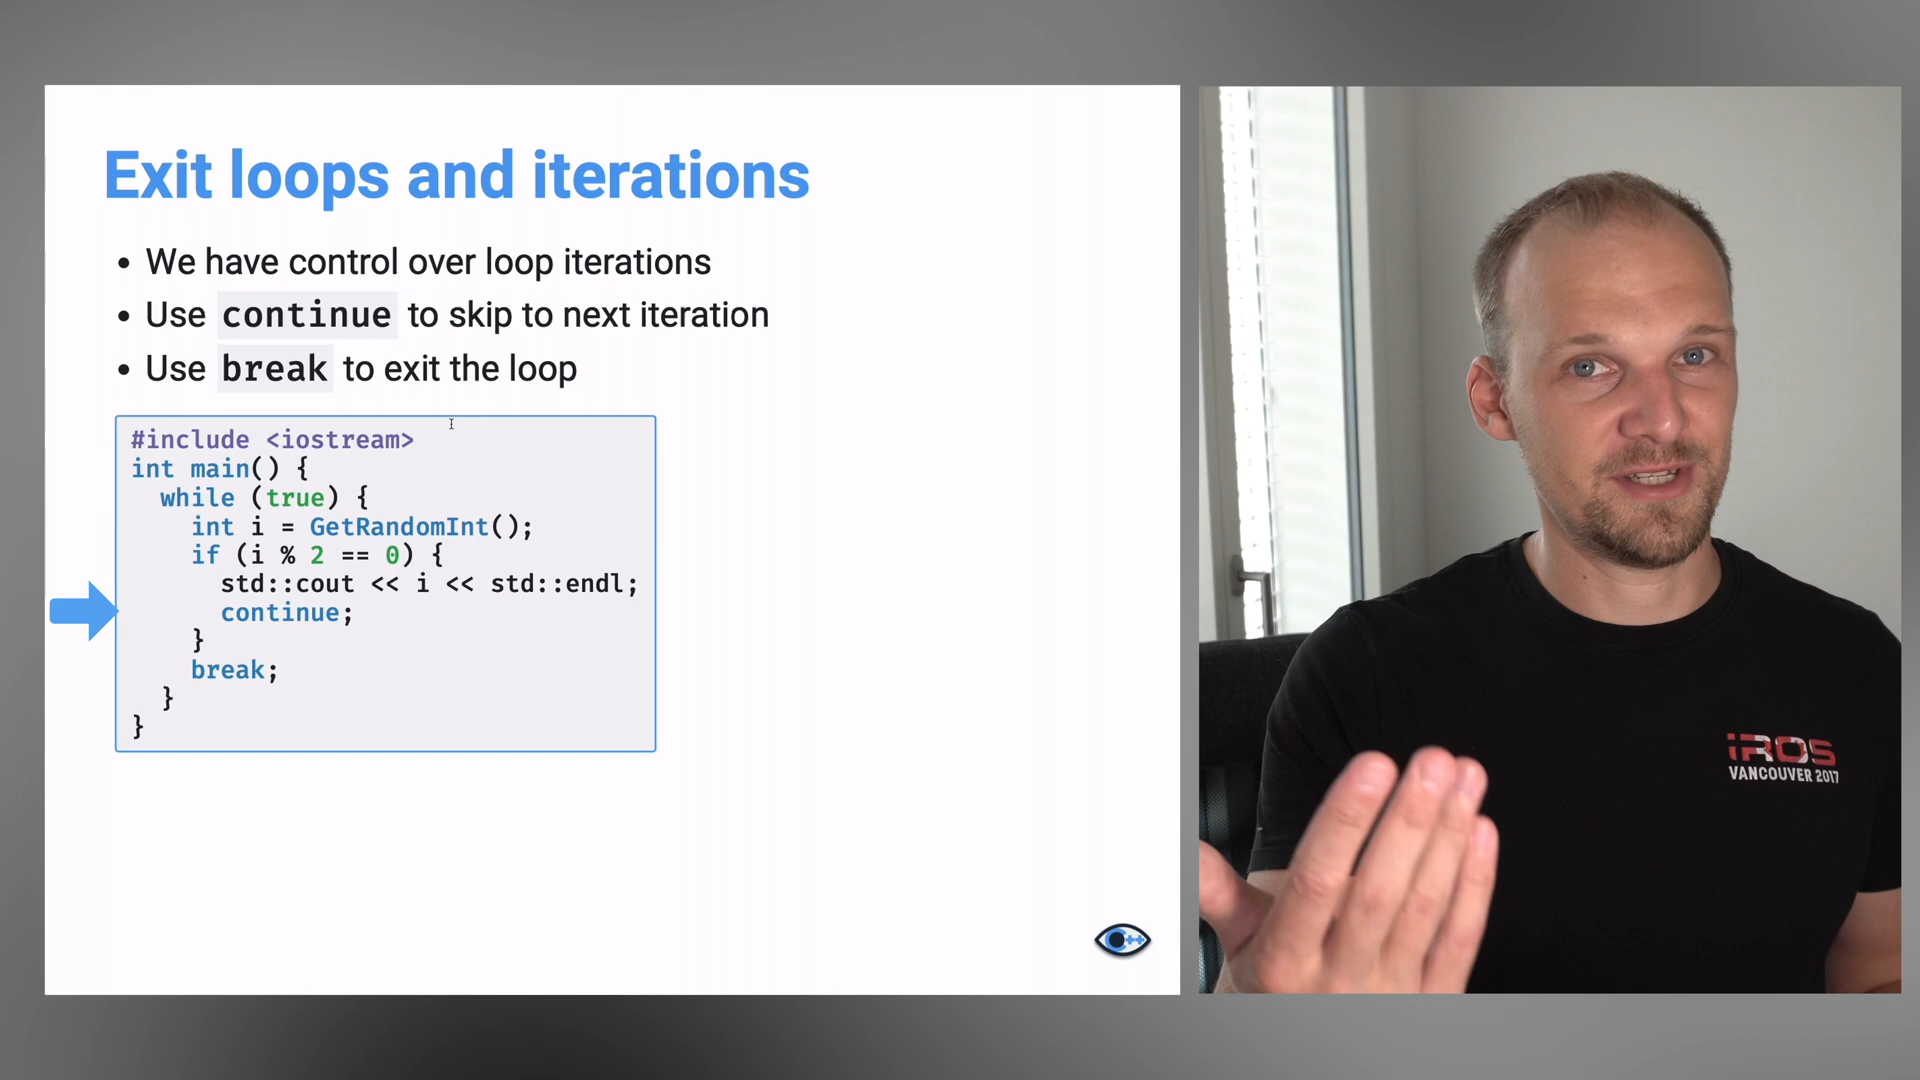 Exit loops and iterations
• We have control over loop iterations
• Use continue to skip to next iteration
• Use break to exit the loop
#include <iostream>
int main() {
  while (true) {
    int i = GetRandomInt();
    if (i % 2 == 0) {
      std::cout << i << std::endl;
      continue;
    }
    break;
  }
}
C++
iROS
VANCOUVER 2017